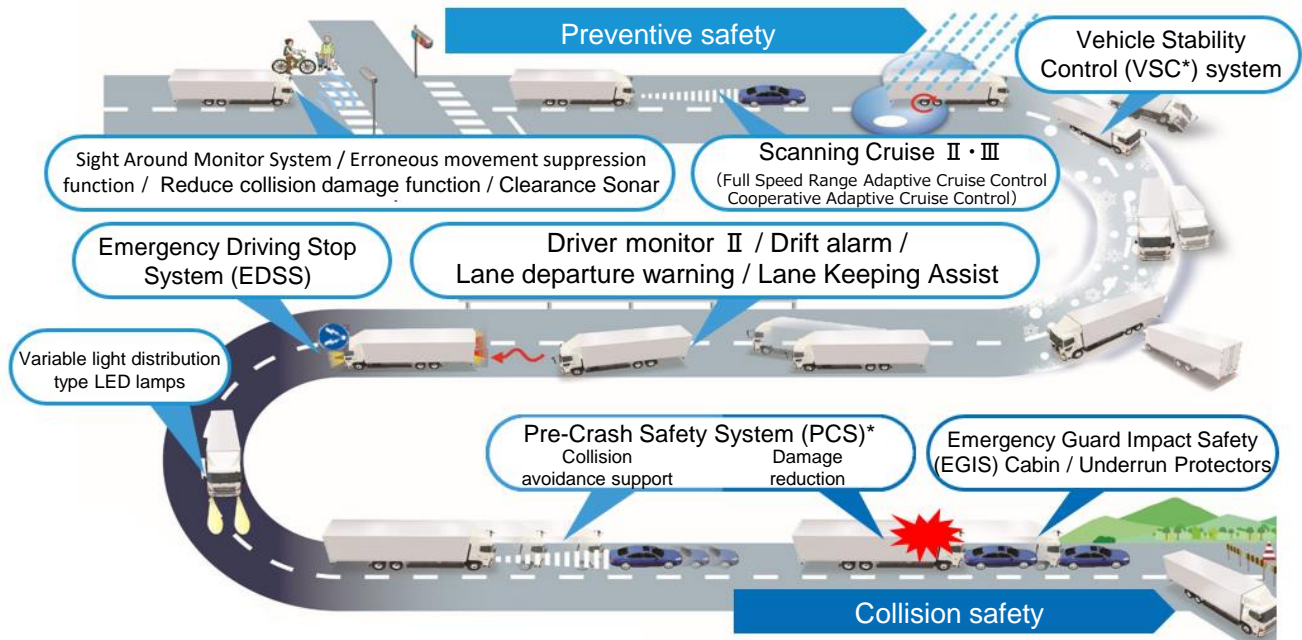 Preventive safety
Vehicle Stability
Control (VSC*) system
Sight Around Monitor System / Erroneous movement suppression
function / Reduce collision damage function / Clearance Sonar
Scanning Cruise Ⅱ・Ⅲ
(Full Speed Range Adaptive Cruise Control
Cooperative Adaptive Cruise Control)
Emergency Driving Stop
System (EDSS)
Driver monitor Ⅱ / Drift alarm /
Lane departure warning / Lane Keeping Assist
Variable light distribution
type LED lamps
Pre-Crash Safety System (PCS)*
Collision
avoidance support
Damage
reduction
Emergency Guard Impact Safety
(EGIS) Cabin / Underrun Protectors
Collision safety